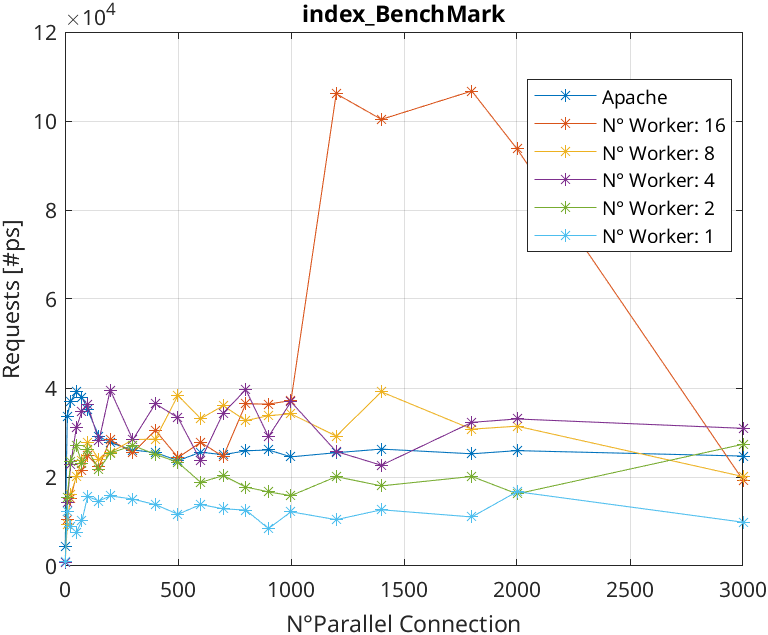 index_BenchMark
×10⁴
12
10
8
6
4
2
0
Requests [#ps]
0 500 1000 1500 2000 2500 3000
N°Parallel Connection
Apache
N° Worker: 16
N° Worker: 8
N° Worker: 4
N° Worker: 2
N° Worker: 1